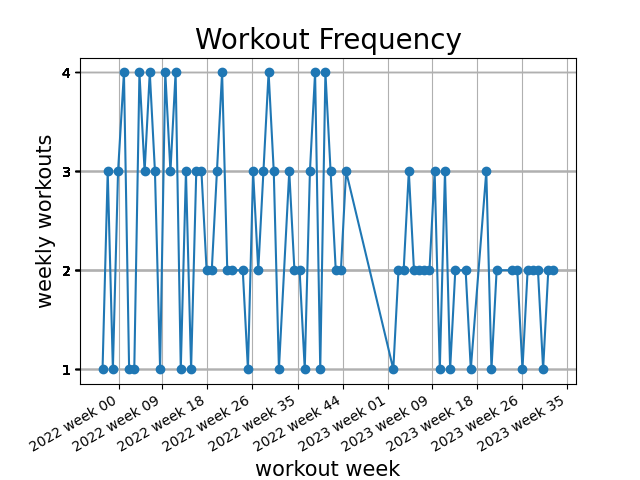 Workout Frequency
weekly workouts
4
3
2
1
2022 week 00
2022 week 09
2022 week 18
2022 week 26
2022 week 35
2022 week 44
2023 week 01
2023 week 09
2023 week 18
2023 week 26
2023 week 35
workout week